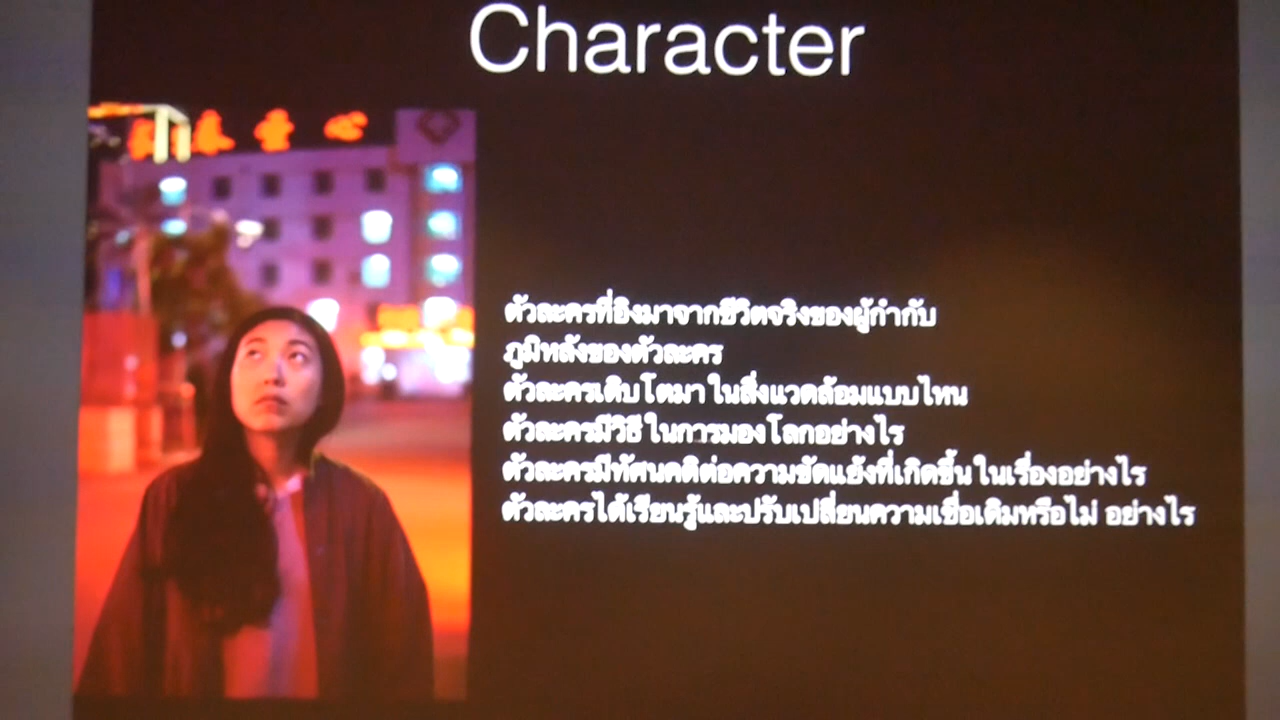 Character
ตัวละครที่อิงมาจากชีวิตจริงของผู้กำกับ
ภูมิหลังของตัวละคร
ตัวละครเติบโตมาในสิ่งแวดล้อมแบบไหน
ตัวละครมีวิธีในการมองโลกอย่างไร
ตัวละครมีทัศนคติต่อความขัดแย้งที่เกิดขึ้นในเรื่องอย่างไร
ตัวละครได้เรียนรู้และปรับเปลี่ยนความเชื่อเดิมหรือไม่ อย่างไร